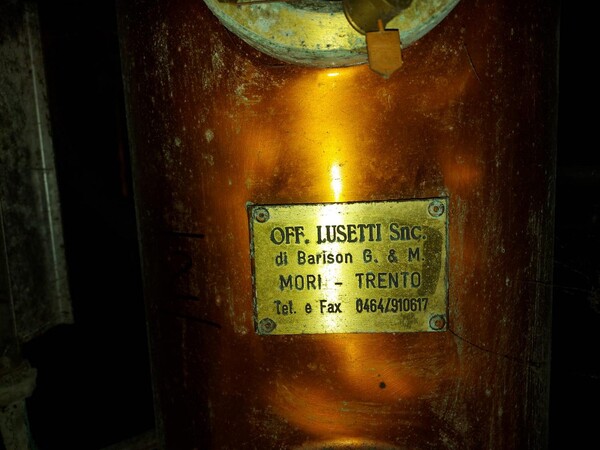 OFF. LUSETTI Snc.
di Barison G. & M.
MORI - TRENTO
Tel. e Fax 0464/910617